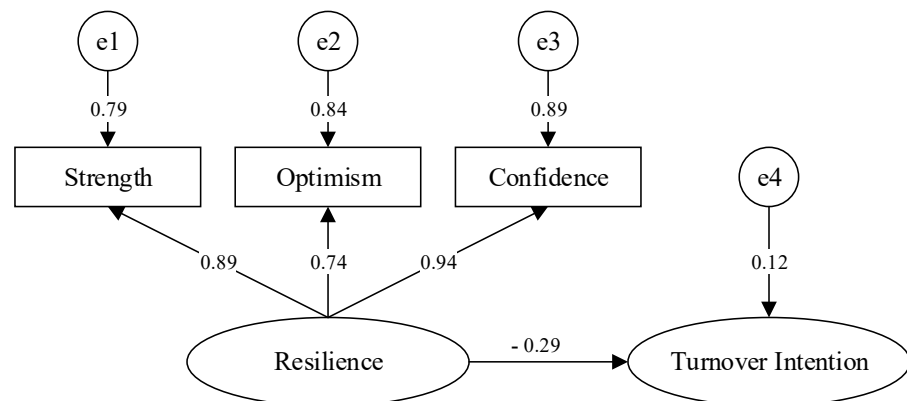 e1
e2
e3
0.79
0.84
0.89
Strength
Optimism
Confidence
e4
0.89
0.74
0.94
0.12
Resilience
- 0.29
Turnover Intention